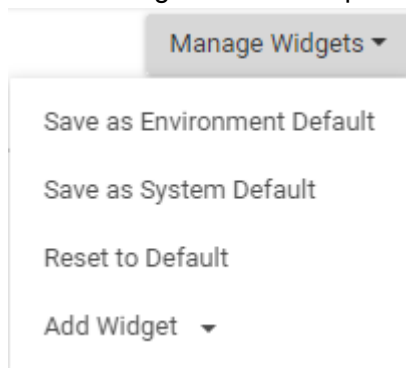 Manage Widgets
Save as Environment Default
Save as System Default
Reset to Default
Add Widget